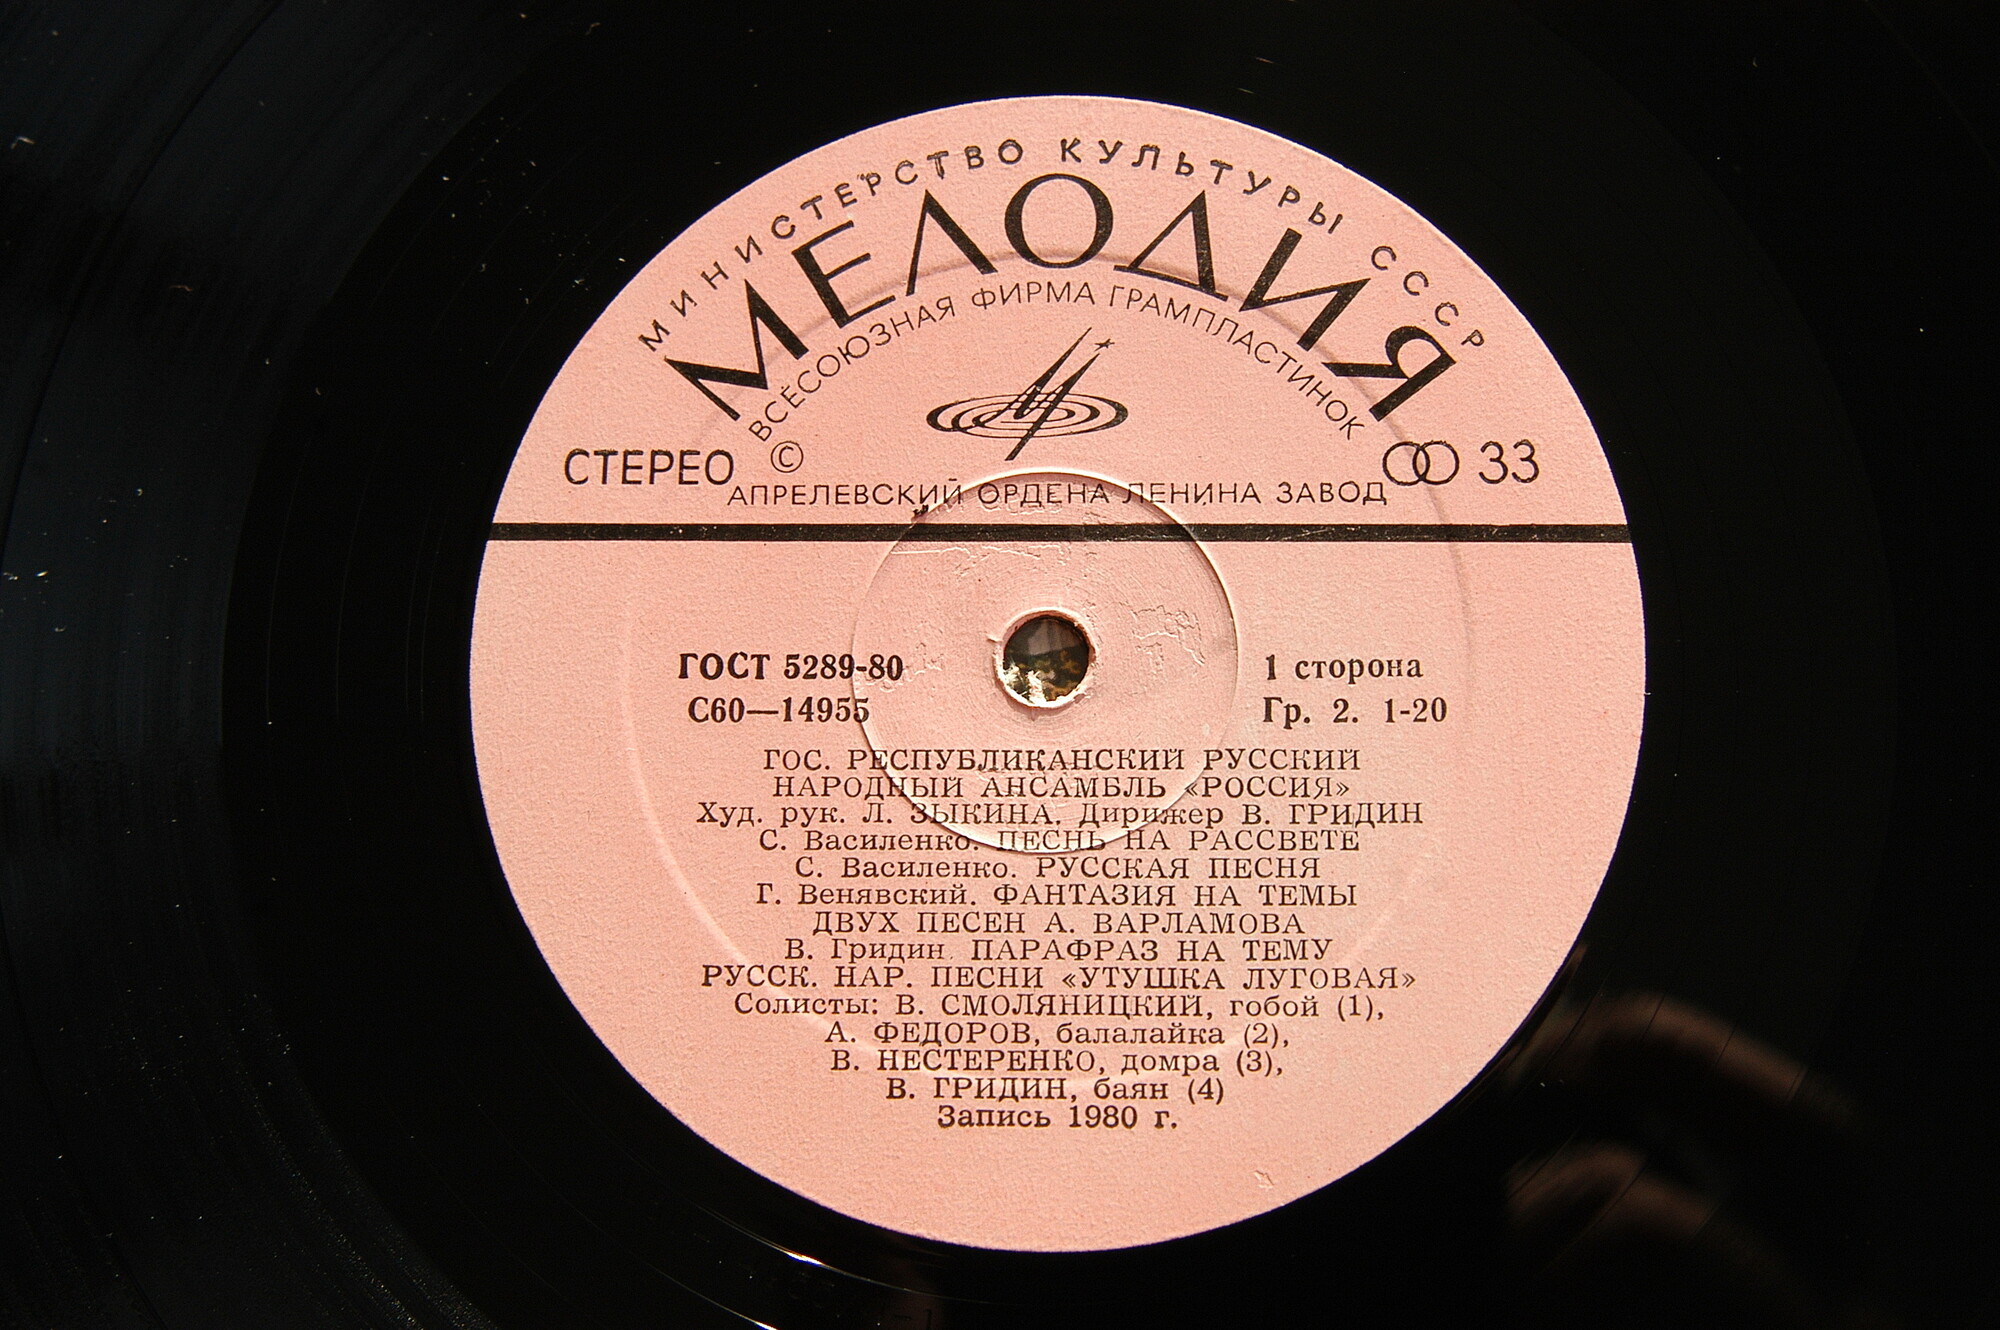 МИНИСТЕРСТВО КУЛЬТУРЫ СССР
МЕЛОДИЯ
ВСЕСОЮЗНАЯ ФИРМА ГРАМПЛАСТИНОК
СТЕРЕО © 33
АПРЕЛЕВСКИЙ ОРДЕНА ЛЕНИНА ЗАВОД
ГОСТ 5289-80 1 сторона
С60—14955 Гр. 2. 1-20
ГОС. РЕСПУБЛИКАНСКИЙ РУССКИЙ
НАРОДНЫЙ АНСАМБЛЬ «РОССИЯ»
Худ. рук. Л. ЗЫКИНА. Дирижер В. ГРИДИН
С. Василенко. ПЕСНЬ НА РАССВЕТЕ
С. Василенко. РУССКАЯ ПЕСНЯ
Г. Венявский. ФАНТАЗИЯ НА ТЕМЫ
ДВУХ ПЕСЕН А. ВАРЛАМОВА
В. Гридин. ПАРАФРАЗ НА ТЕМУ
РУССК. НАР. ПЕСНИ «УТУШКА ЛУГОВАЯ»
Солисты: В. СМОЛЯНИЦКИЙ, гобой (1),
А. ФЕДОРОВ, балалайка (2),
В. НЕСТЕРЕНКО, домра (3),
В. ГРИДИН, баян (4)
Запись 1980 г.